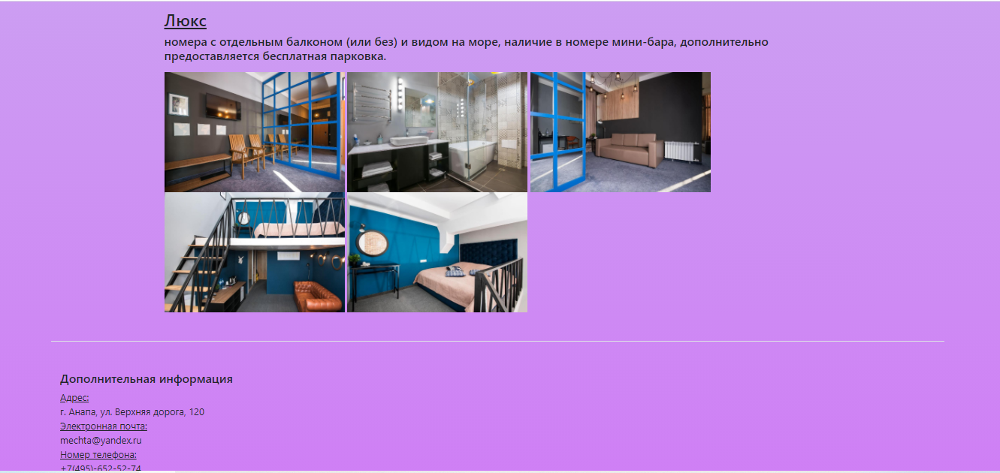 Люкс
номера с отдельным балконом (или без) и видом на море, наличие в номере мини-бара, дополнительно
предоставляется бесплатная парковка.
Дополнительная информация
Адрес:
г. Анапа, ул. Верхняя дорога, 120
Электронная почта:
mechta@yandex.ru
Номер телефона:
+7(495)-652-52-74